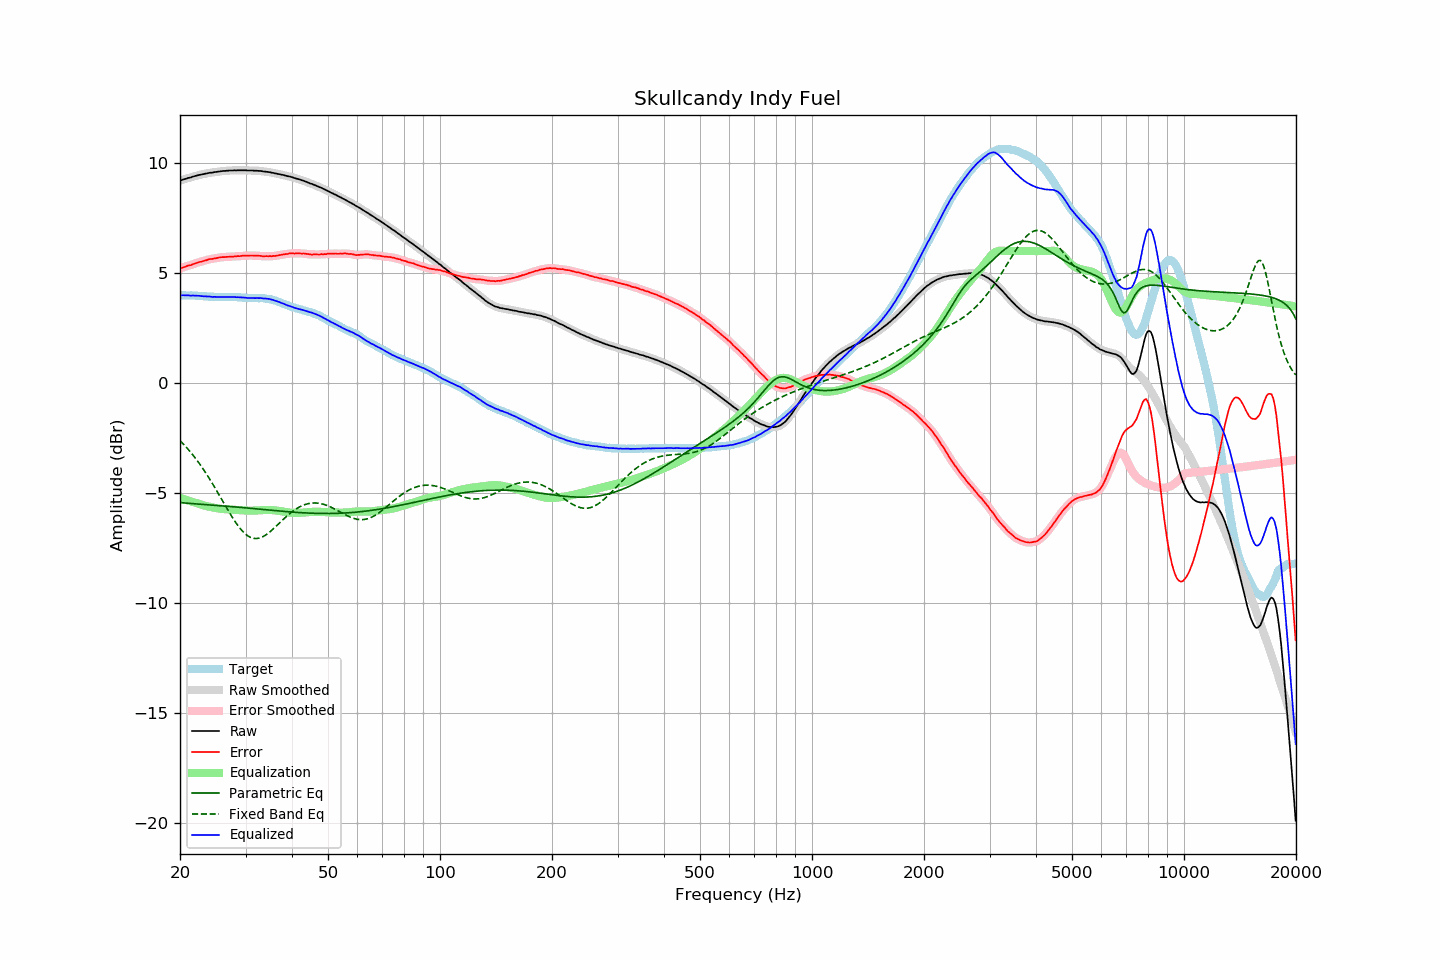 Skullcandy Indy Fuel
Amplitude (dBr)
10
5
0
−5
−10
−15
−20
Target
Raw Smoothed
Error Smoothed
Raw
Error
Equalization
Parametric Eq
Fixed Band Eq
Equalized
20 50 100 200 500 1000 2000 5000 10000 20000
Frequency (Hz)